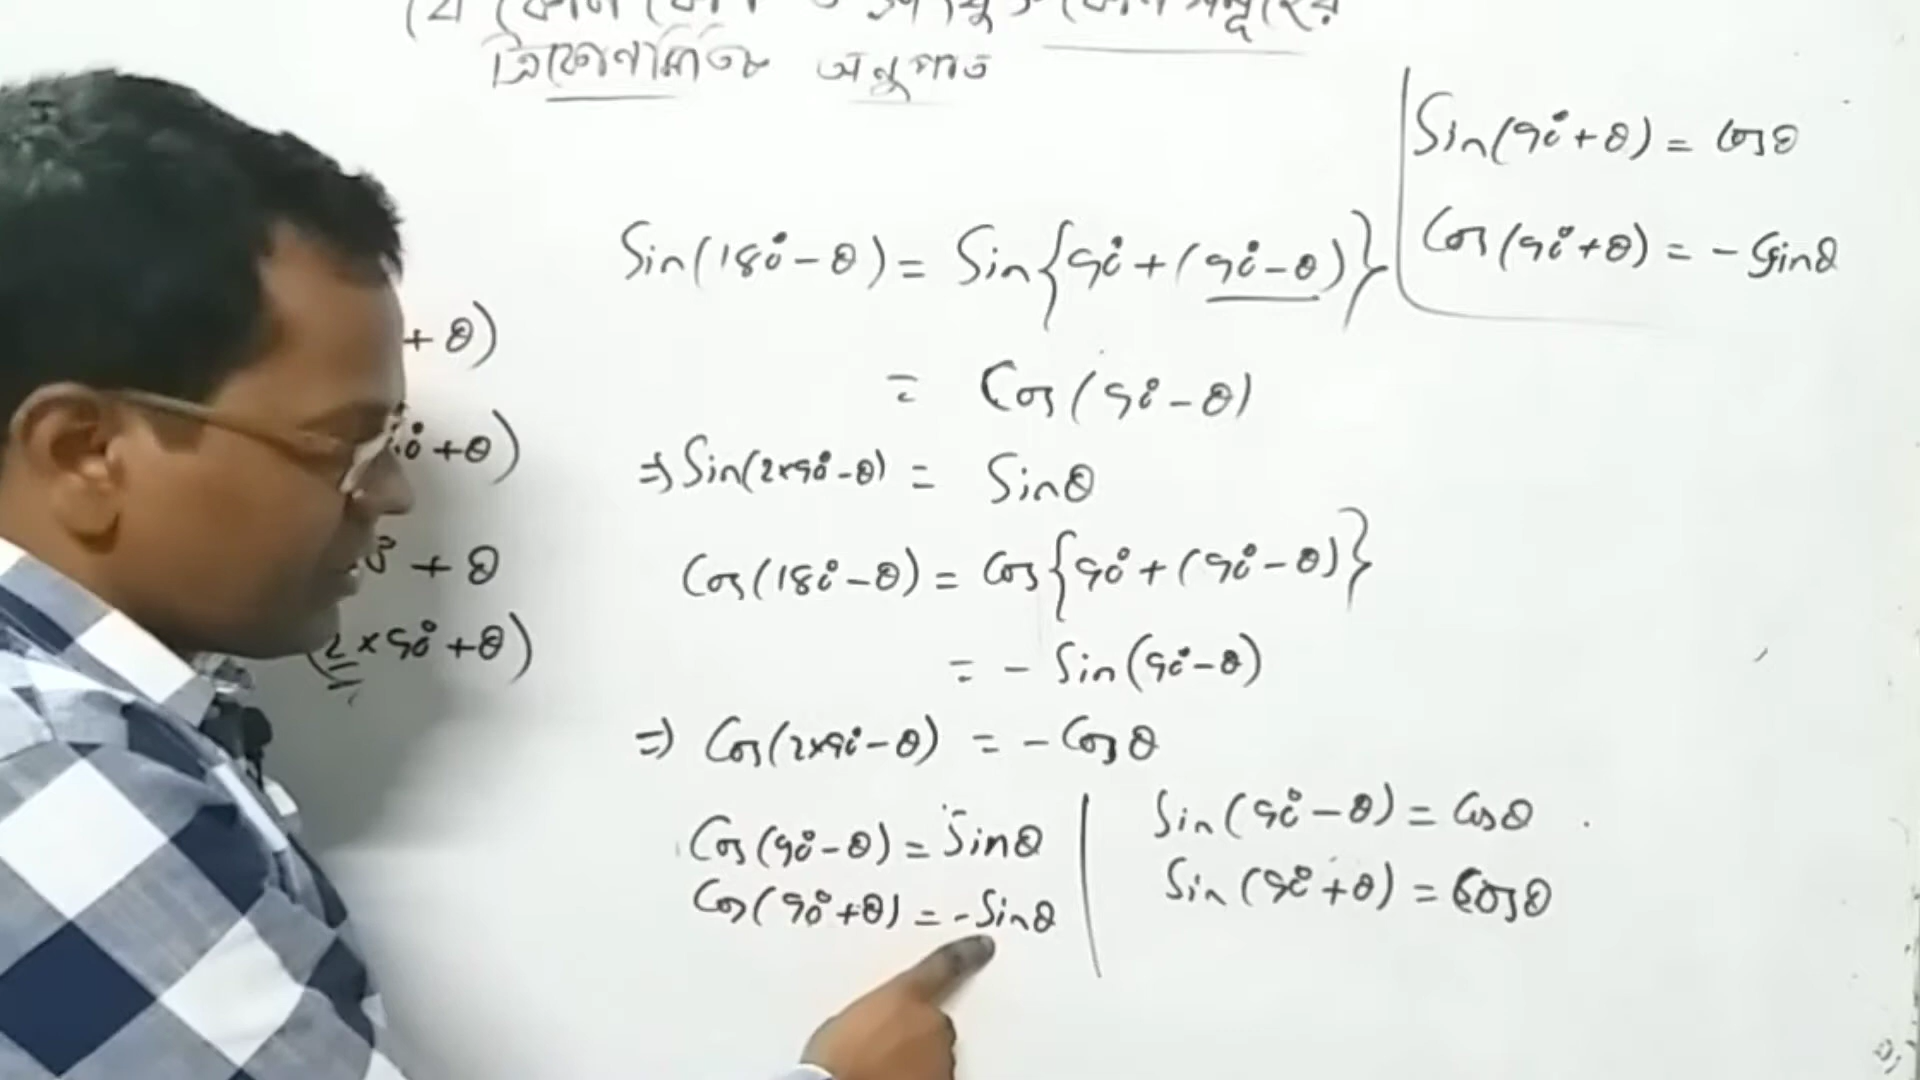 ত্রিকোণমিতিক অনুপাত
Sin(90°+θ) = cosθ
Cos(90°+θ) = -Sinθ
Sin(180°-θ) = Sin{90°+(90°-θ)}
= Cos(90°-θ)
⇒ Sin(2×90°-θ) = Sinθ
Cos(180°-θ) = Cos{90°+(90°-θ)}
= - Sin(90°-θ)
⇒ Cos(2×90°-θ) = -Cosθ
Cos(90°-θ) = Sinθ
Cos(90°+θ) = -Sinθ
Sin(90°-θ) = Cosθ
Sin(90°+θ) = Cosθ
+θ)
+θ)
+θ
(2×90°+θ)